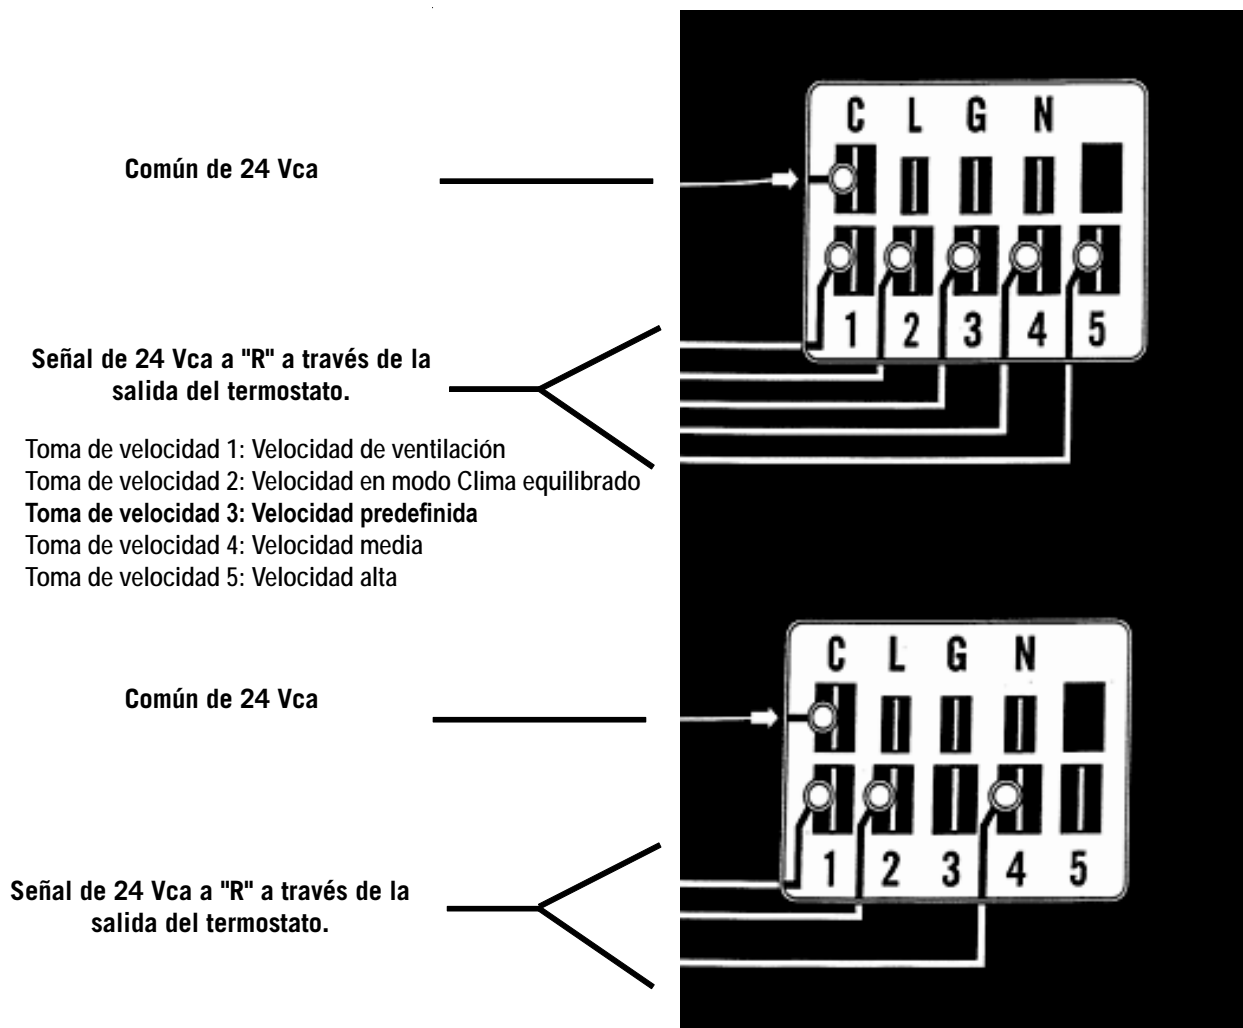 C L G N
Común de 24 Vca
1 2 3 4 5
Señal de 24 Vca a "R" a través de la
salida del termostato.
Toma de velocidad 1: Velocidad de ventilación
Toma de velocidad 2: Velocidad en modo Clima equilibrado
Toma de velocidad 3: Velocidad predefinida
Toma de velocidad 4: Velocidad media
Toma de velocidad 5: Velocidad alta
C L G N
Común de 24 Vca
1 2 3 4 5
Señal de 24 Vca a "R" a través de la
salida del termostato.